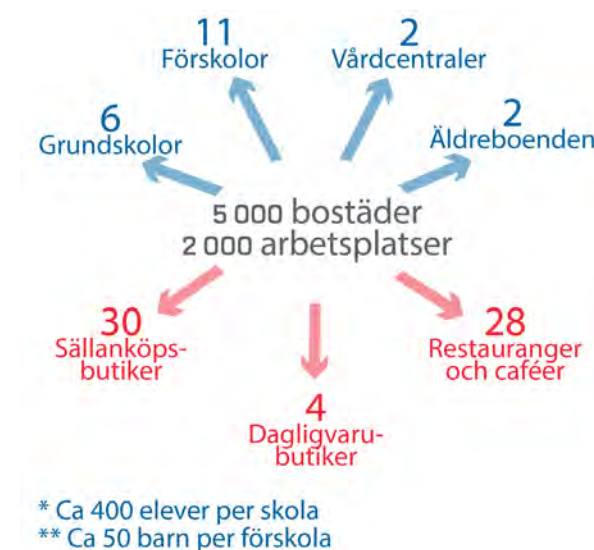 11
Förskolor
2
Vårdcentraler
6
Grundskolor
2
Äldreboenden
5 000 bostäder
2 000 arbetsplatser
30
Sällanköps-
butiker
4
Dagligvaru-
butiker
28
Restauranger
och caféer
* Ca 400 elever per skola
** Ca 50 barn per förskola